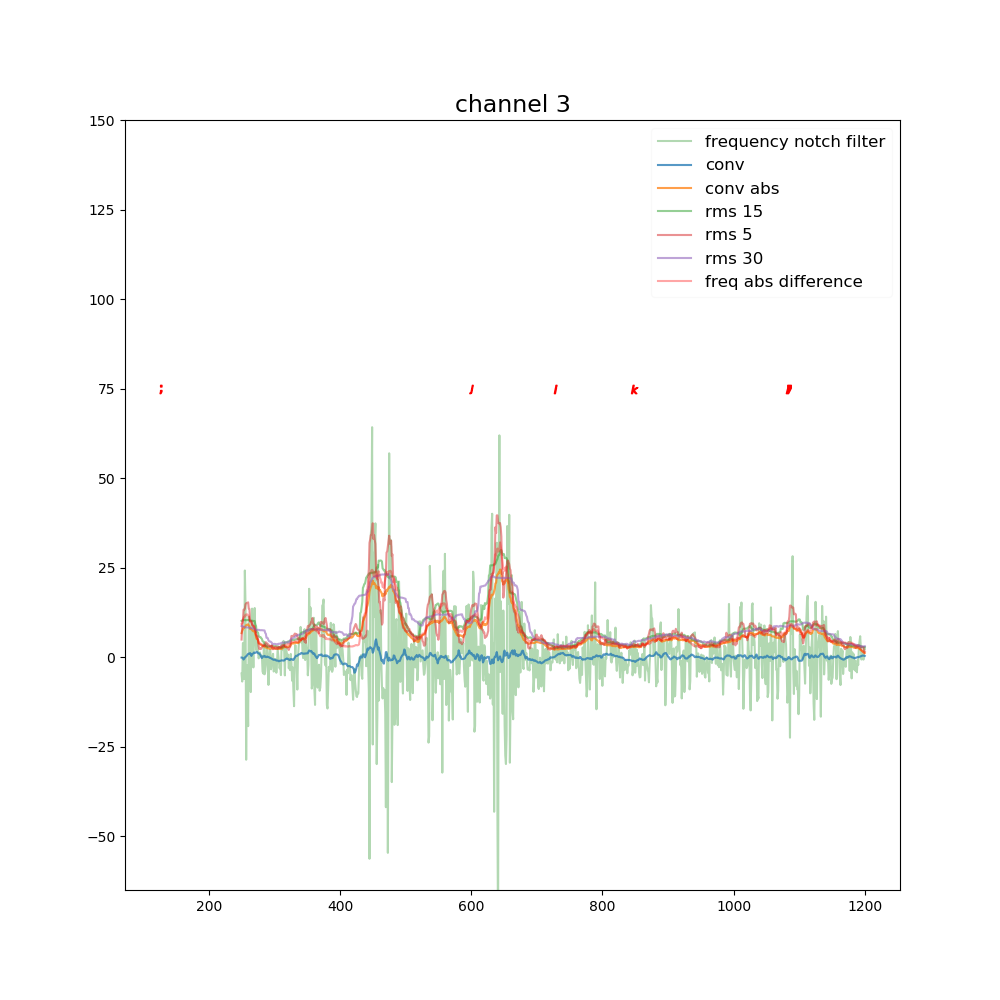 channel 3
150
frequency notch filter
conv
conv abs
rms 15
rms 5
rms 30
freq abs difference
125
100
75
; j l k
50
25
0
−25
−50
200 400 600 800 1000 1200